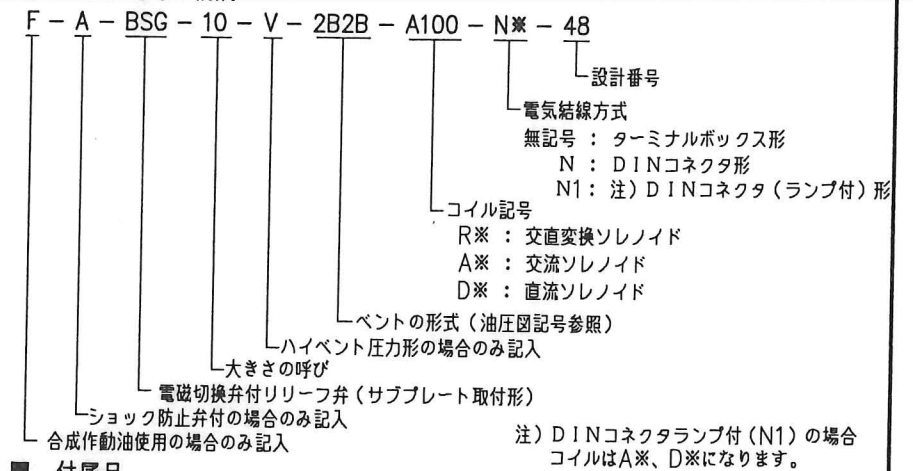 F - A - BSG - 10 - V - 2B2B - A100 - N※ - 48
設計番号
電気結線方式
無記号 : ターミナルボックス形
N : DINコネクタ形
N1 : 注) DINコネクタ (ランプ付) 形
コイル記号
R※ : 交直変換ソレノイド
A※ : 交流ソレノイド
D※ : 直流ソレノイド
ベントの形式 (油圧図記号参照)
ハイベント圧力形の場合のみ記入
大きさの呼び
電磁切換弁付リリーフ弁 (サブプレート取付形)
ショック防止弁付の場合のみ記入
合成作動油使用の場合のみ記入
注) DINコネクタランプ付 (N1) の場合
コイルはA※、D※になります。